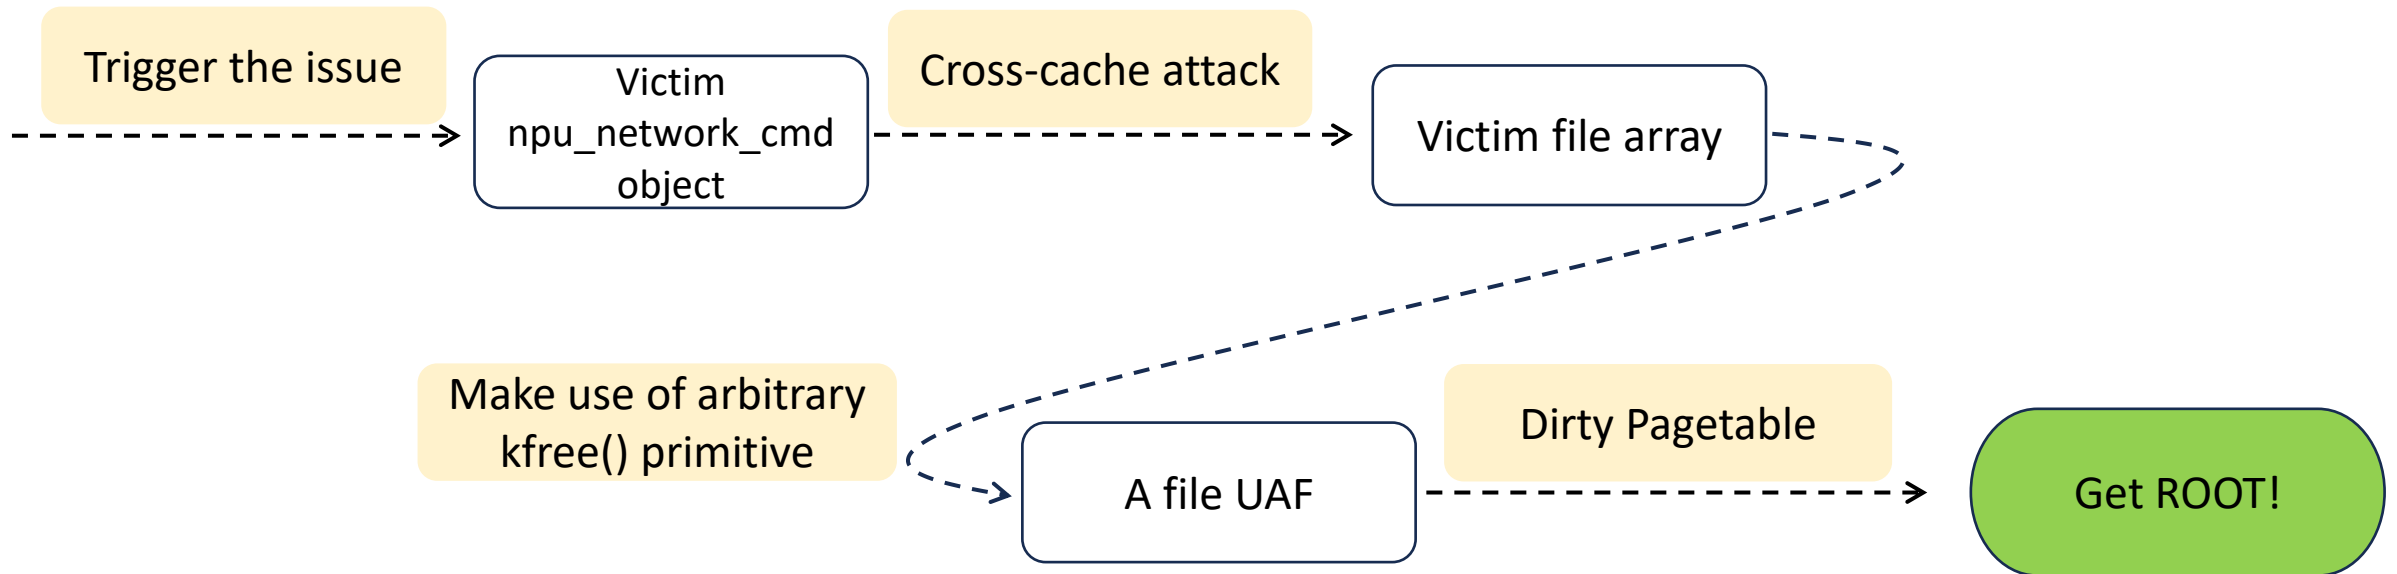 Trigger the issue
Victim
npu_network_cmd
object
Cross-cache attack
Victim file array
Make use of arbitrary
kfree() primitive
A file UAF
Dirty Pagetable
Get ROOT!